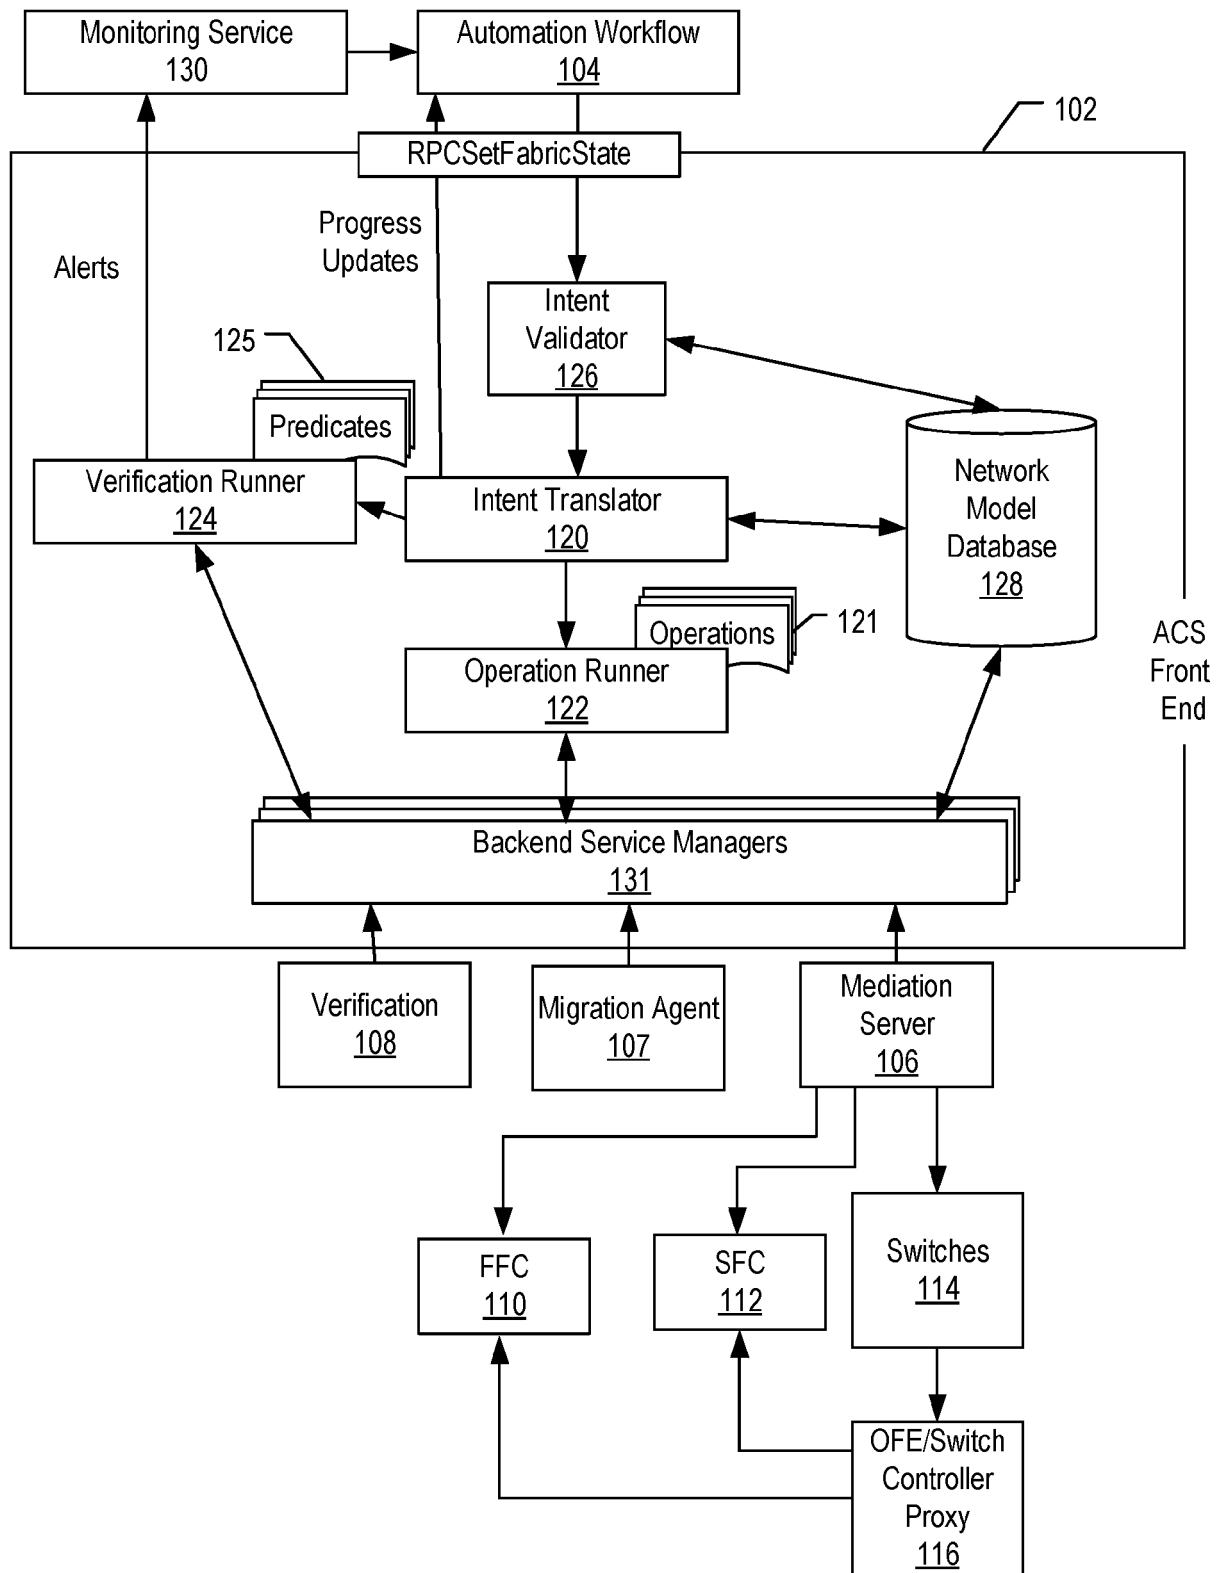 Monitoring Service
130
Automation Workflow
104
102
RPCSetFabricState
Progress
Updates
Alerts
Intent
Validator
126
125
Predicates
Verification Runner
124
Intent Translator
120
Network
Model
Database
128
Operations
121
Operation Runner
122
ACS
Front
End
Backend Service Managers
131
Verification
108
Migration Agent
107
Mediation
Server
106
FFC
110
SFC
112
Switches
114
OFE/Switch
Controller
Proxy
116